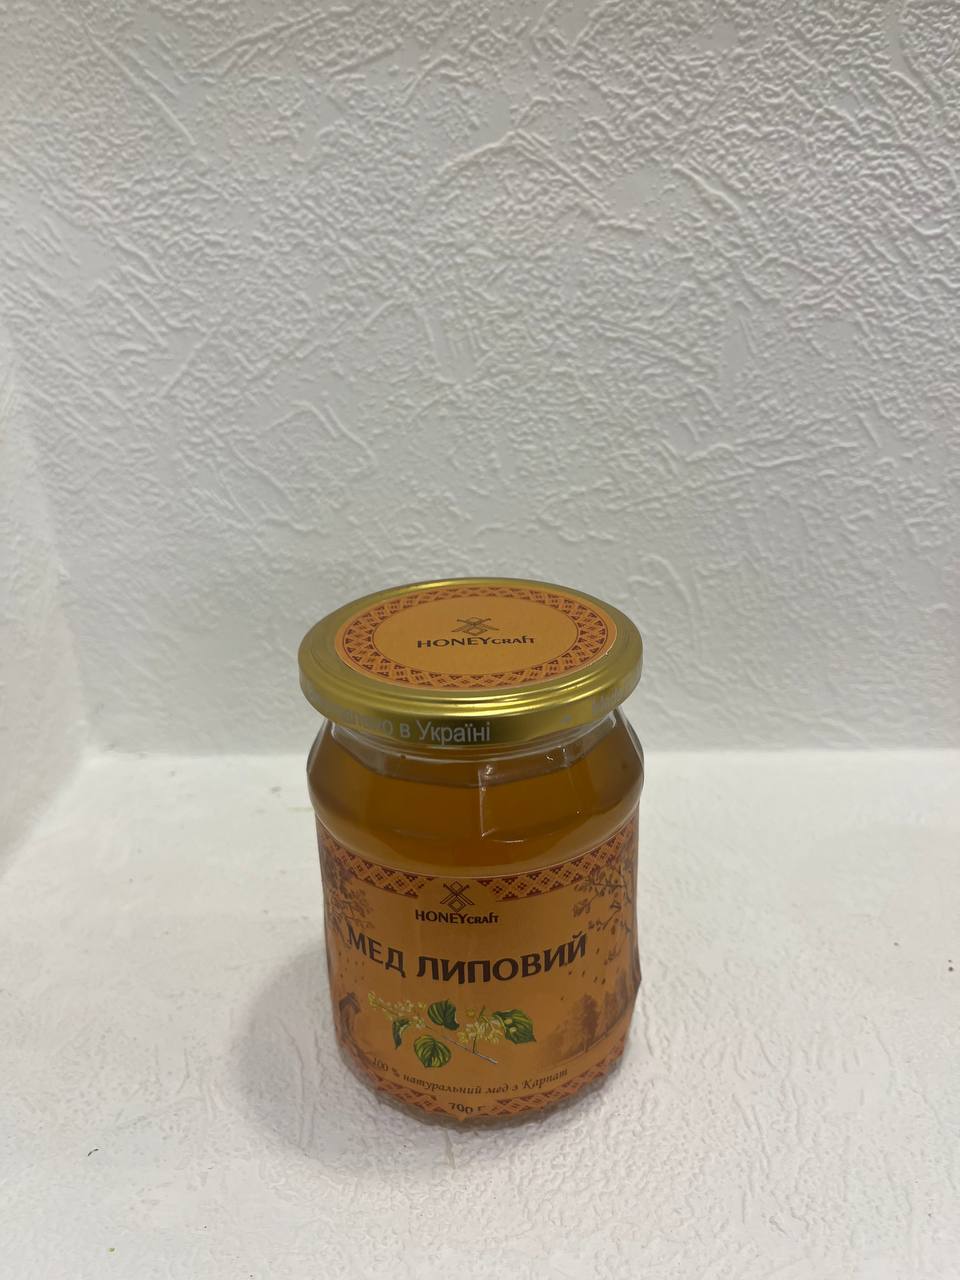 HONEYCRAFT
в Україні
HONEYCRAFT
МЕД ЛИПОВИЙ
100 % натуральний мед з Карпат
700 г